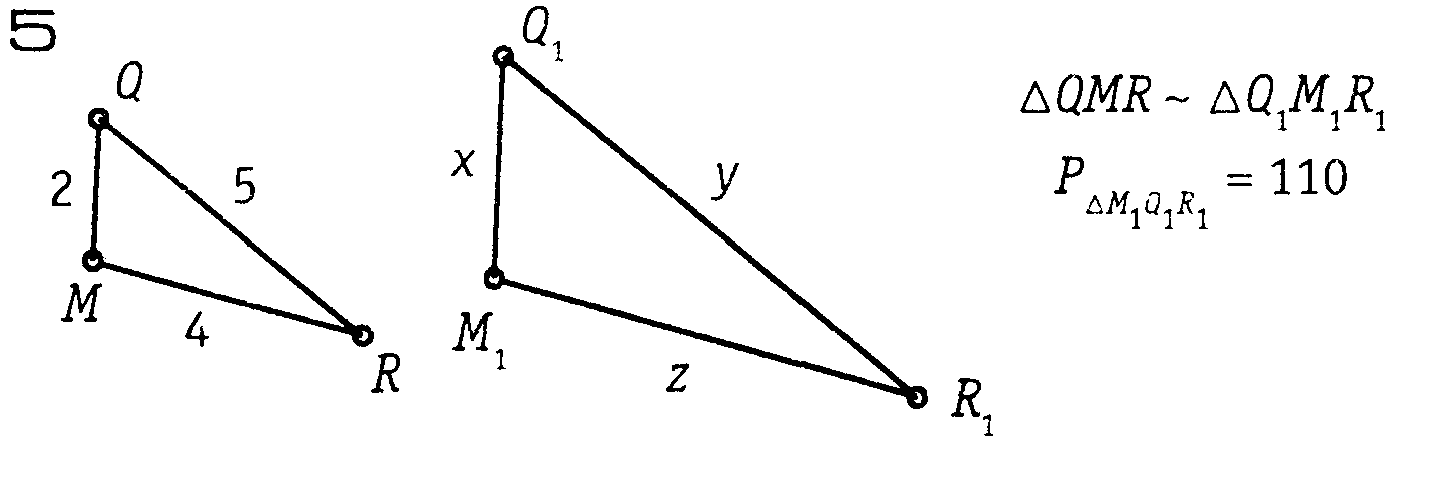 5
Q
2
5
M
4
R
Q₁
x
y
M₁
z
R₁
△QMR ~ △Q₁M₁R₁
P△M₁Q₁R₁ = 110